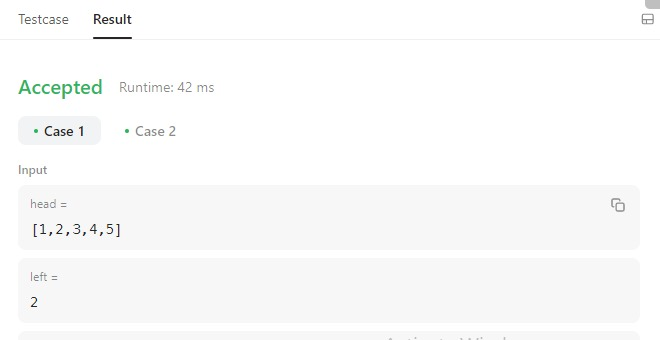 Testcase Result
Accepted Runtime: 42 ms
Case 1 Case 2
Input
head =
[1,2,3,4,5]
left =
2